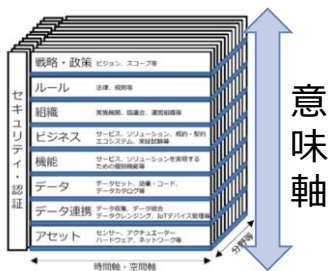 戦略・政策 ビジョン、スコープ等
ルール 法律、規則等
組織 実施機関、協議会、運営組織等
ビジネス サービス、ソリューション、規約・契約
エコシステム、実証試験等
機能 サービス、ソリューションを実現する
ための個別機能等
データ データセット、語彙・コード、
データカタログ等
データ連携 データ収集、データ統合
データクレンジング、IoTデバイス管理等
アセット センサー、アクチュエーター
ハードウェア、ネットワーク等
セキュリティ・認証
時間軸・空間軸
分野等
意味軸